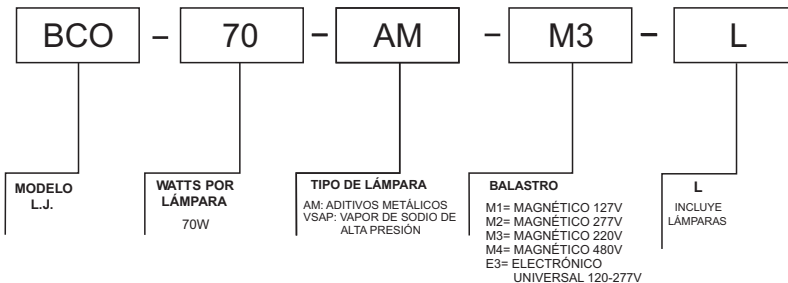 BCO – 70 – AM – M3 – L
MODELO
L.J.
WATTS POR
LÁMPARA
70W
TIPO DE LÁMPARA
AM: ADITIVOS METÁLICOS
VSAP: VAPOR DE SODIO DE
ALTA PRESIÓN
BALASTRO
M1= MAGNÉTICO 127V
M2= MAGNÉTICO 277V
M3= MAGNÉTICO 220V
M4= MAGNÉTICO 480V
E3= ELECTRÓNICO
UNIVERSAL 120-277V
L
INCLUYE
LÁMPARAS